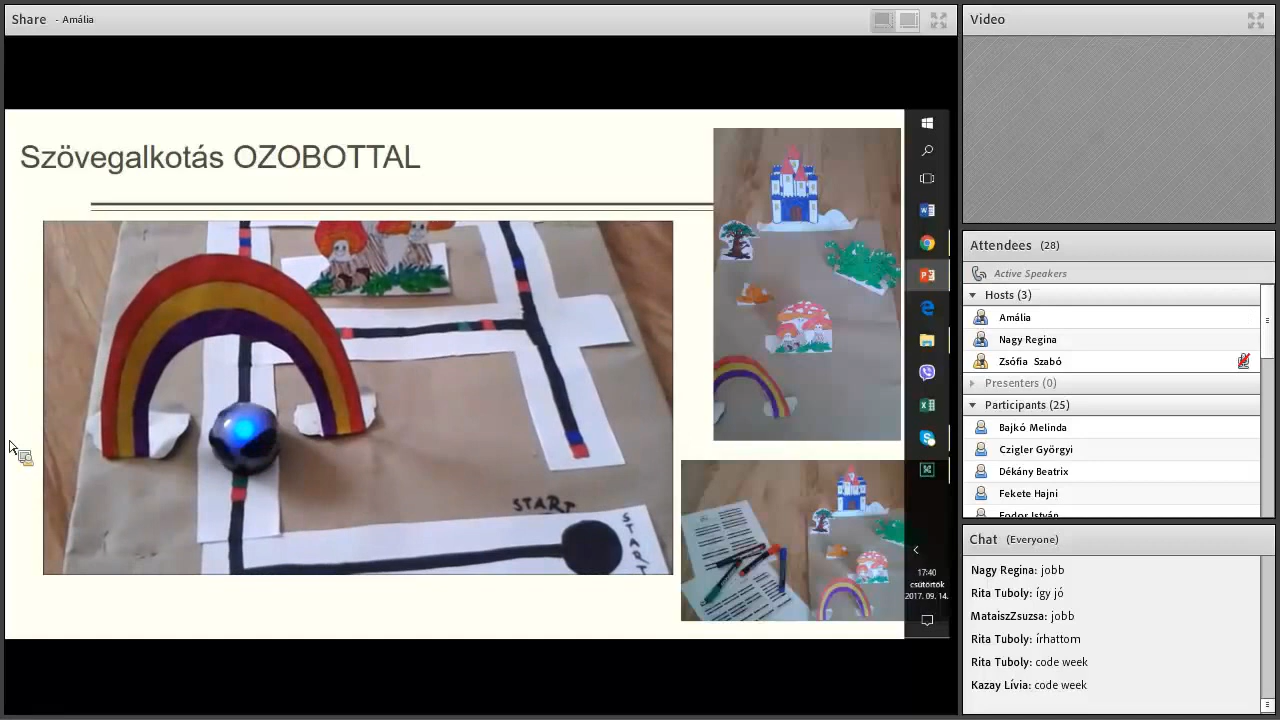 Share - Amália
Video
Szövegalkotás OZOBOTTAL
START
START
17:40
csütörtök
2017. 09. 14.
Attendees (28)
Active Speakers
Hosts (3)
Amália
Nagy Regina
Zsófia Szabó
Presenters (0)
Participants (25)
Bajkó Melinda
Czigler Györgyi
Dékány Beatrix
Fekete Hajni
Fodor István
Chat (Everyone)
Nagy Regina: jobb
Rita Tuboly: így jó
MataiszZsuzsa: jobb
Rita Tuboly: írhattom
Rita Tuboly: code week
Kazay Lívia: code week